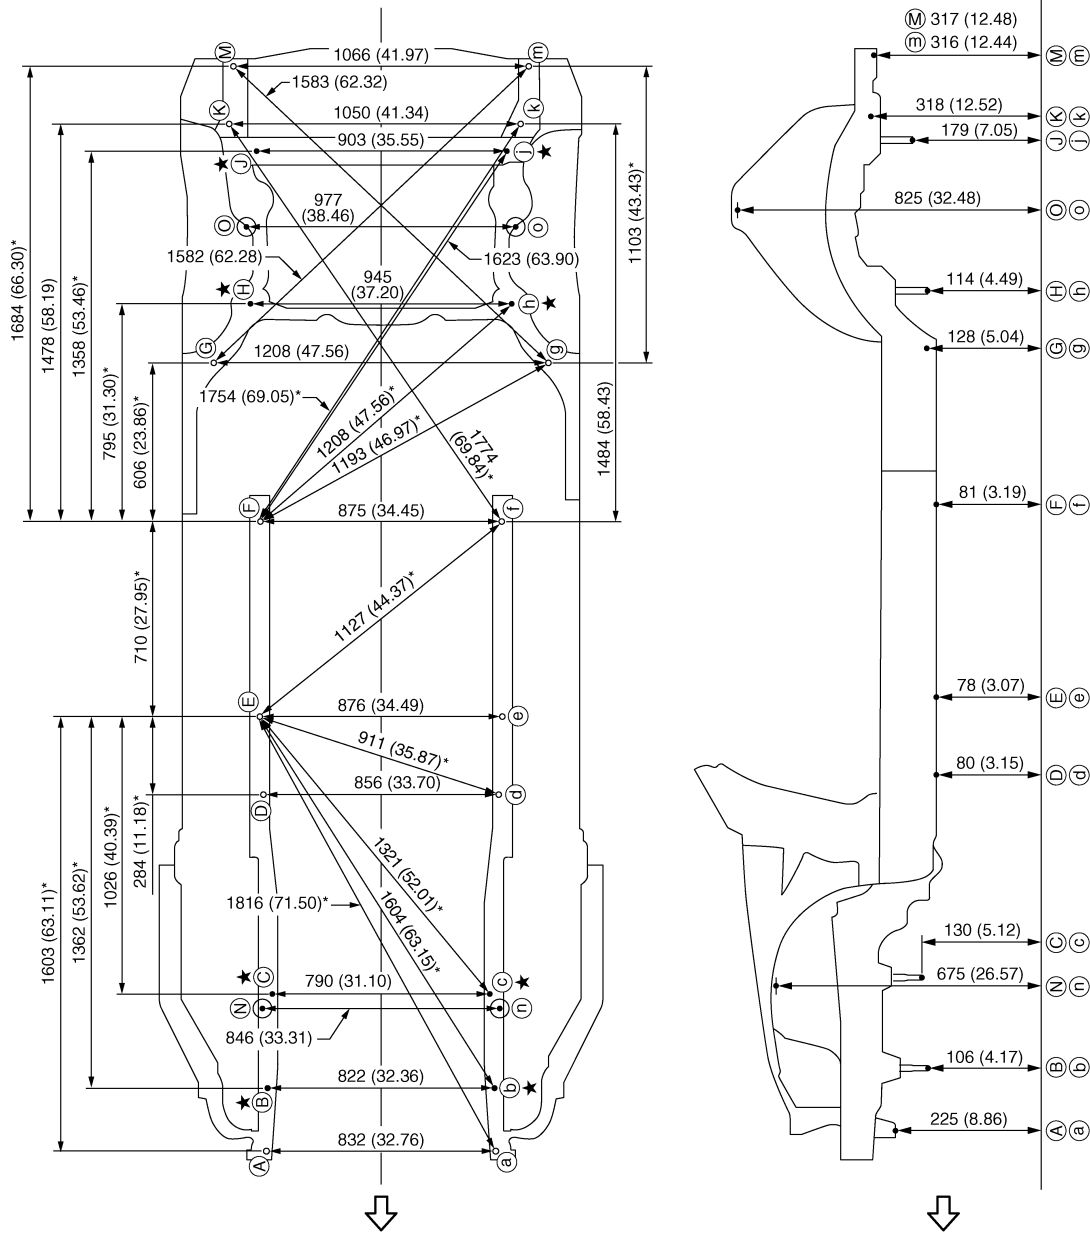 Ⓜ 317 (12.48)
ⓜ 316 (12.44)
M
m
1066 (41.97)
1583 (62.32)
K
k
1050 (41.34)
903 (35.55)
J
j
★
★
977
(38.46)
O
o
1582 (62.28)
1623 (63.90)
945
(37.20)
H
h
★
★
G
g
1208 (47.56)
1754 (69.05)*
1208 (47.56)*
1193 (46.97)*
1774
(69.84)*
1103 (43.43)*
1484 (58.43)
1684 (66.30)*
1478 (58.19)
1358 (53.46)*
795 (31.30)*
606 (23.86)*
F
f
875 (34.45)
710 (27.95)*
1127 (44.37)*
E
e
876 (34.49)
911 (35.87)*
856 (33.70)
D
d
1603 (63.11)*
1362 (53.62)*
1026 (40.39)*
284 (11.18)*
1321 (52.01)*
1604 (63.15)*
1816 (71.50)*
★
C
c
★
790 (31.10)
N
n
846 (33.31)
822 (32.36)
★
B
b
★
832 (32.76)
A
a
M m
318 (12.52) K k
179 (7.05) J j
825 (32.48) O o
114 (4.49) H h
128 (5.04) G g
81 (3.19) F f
78 (3.07) E e
80 (3.15) D d
130 (5.12) C c
675 (26.57) N n
106 (4.17) B b
225 (8.86) A a